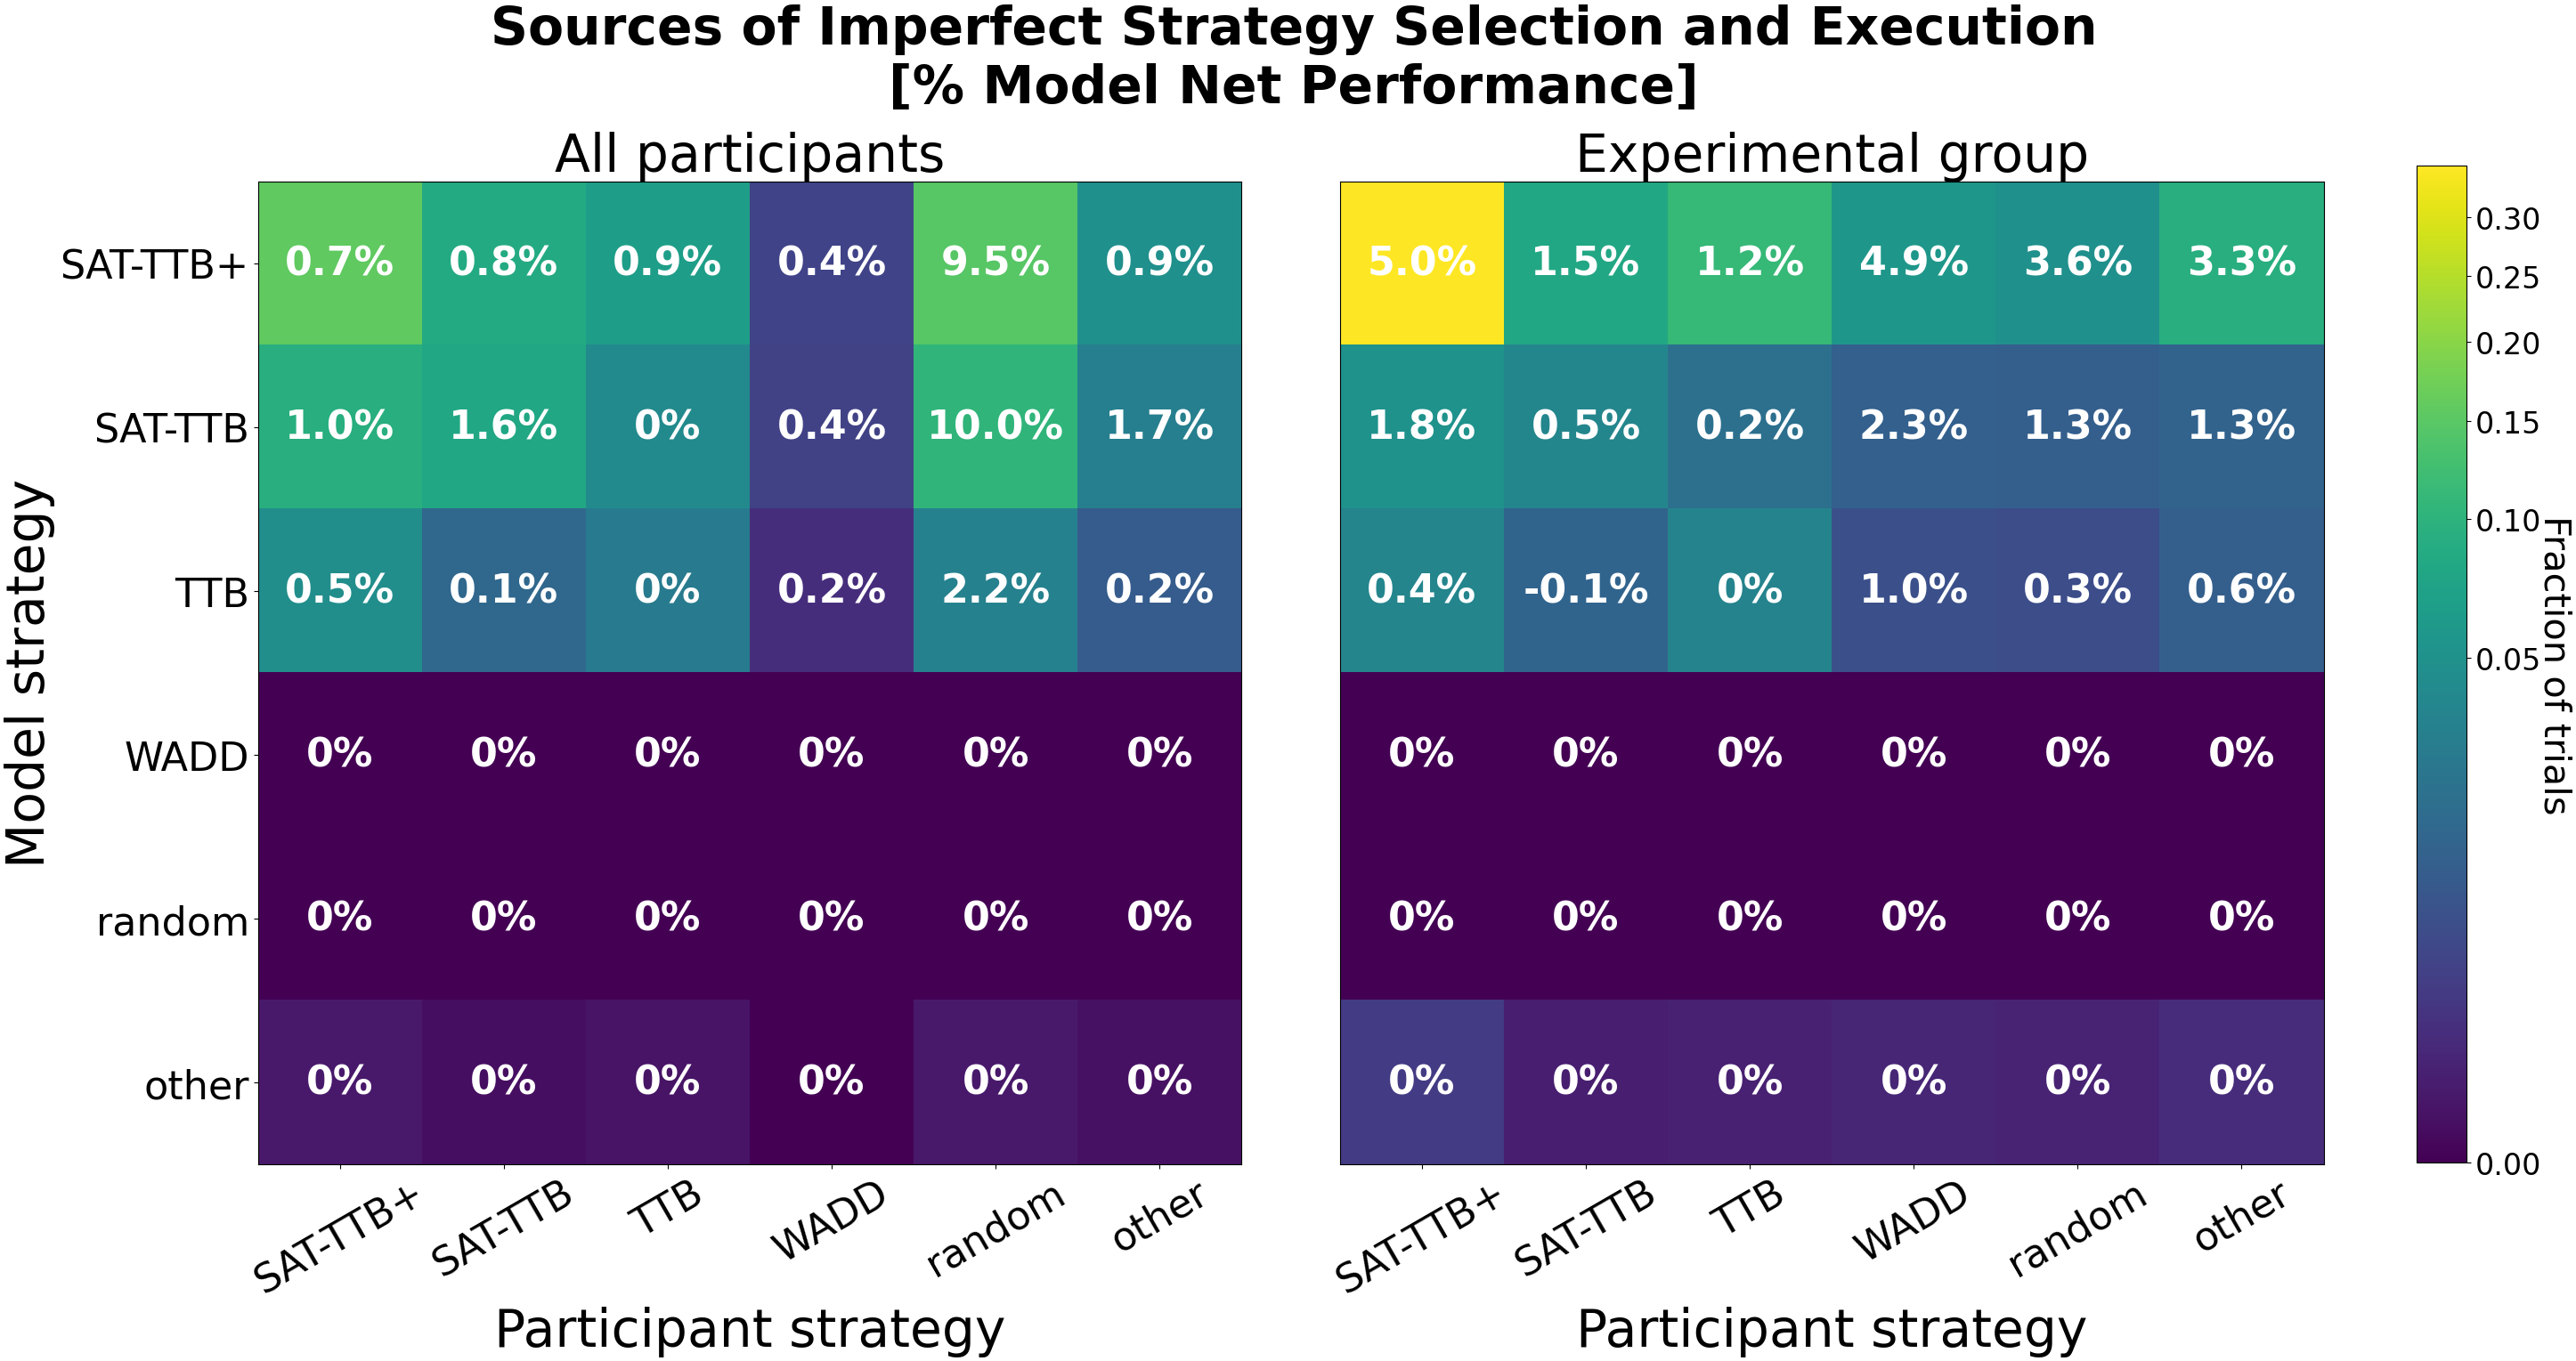 Sources of Imperfect Strategy Selection and Execution
[% Model Net Performance]
All participants
Experimental group
Model strategy
SAT-TTB+ 0.7% 0.8% 0.9% 0.4% 9.5% 0.9% 5.0% 1.5% 1.2% 4.9% 3.6% 3.3%
SAT-TTB 1.0% 1.6% 0% 0.4% 10.0% 1.7% 1.8% 0.5% 0.2% 2.3% 1.3% 1.3%
TTB 0.5% 0.1% 0% 0.2% 2.2% 0.2% 0.4% -0.1% 0% 1.0% 0.3% 0.6%
WADD 0% 0% 0% 0% 0% 0% 0% 0% 0% 0% 0% 0%
random 0% 0% 0% 0% 0% 0% 0% 0% 0% 0% 0% 0%
other 0% 0% 0% 0% 0% 0% 0% 0% 0% 0% 0% 0%
SAT-TTB+ SAT-TTB TTB WADD random other SAT-TTB+ SAT-TTB TTB WADD random other
Participant strategy
Participant strategy
0.30
0.25
0.20
0.15
0.10
0.05
0.00
Fraction of trials